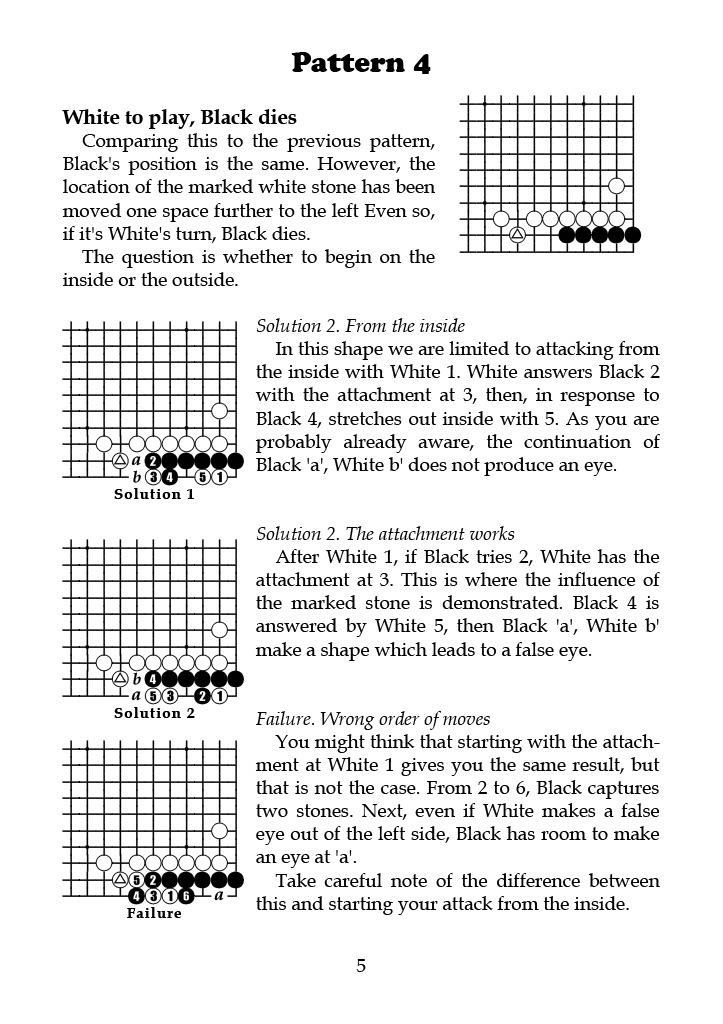 Pattern 4
White to play, Black dies
Comparing this to the previous pattern,
Black's position is the same. However, the
location of the marked white stone has been
moved one space further to the left Even so,
if it's White's turn, Black dies.
The question is whether to begin on the
inside or the outside.
Solution 2. From the inside
In this shape we are limited to attacking from
the inside with White 1. White answers Black 2
with the attachment at 3, then, in response to
Black 4, stretches out inside with 5. As you are
probably already aware, the continuation of
Black 'a', White b' does not produce an eye.
a 2
b 3 4 5 1
Solution 1
Solution 2. The attachment works
After White 1, if Black tries 2, White has the
attachment at 3. This is where the influence of
the marked stone is demonstrated. Black 4 is
answered by White 5, then Black 'a', White b'
make a shape which leads to a false eye.
b 4
a 5 3 2 1
Solution 2
Failure. Wrong order of moves
You might think that starting with the attach-
ment at White 1 gives you the same result, but
that is not the case. From 2 to 6, Black captures
two stones. Next, even if White makes a false
eye out of the left side, Black has room to make
an eye at 'a'.
Take careful note of the difference between
this and starting your attack from the inside.
5 2
4 3 1 6 a
Failure
5